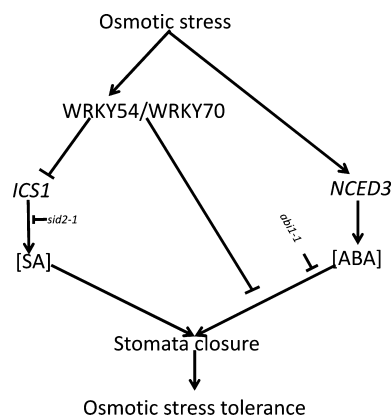 Osmotic stress
WRKY54/WRKY70
ICS1
NCED3
sid2-1
abi1-1
[SA]
[ABA]
Stomata closure
Osmotic stress tolerance